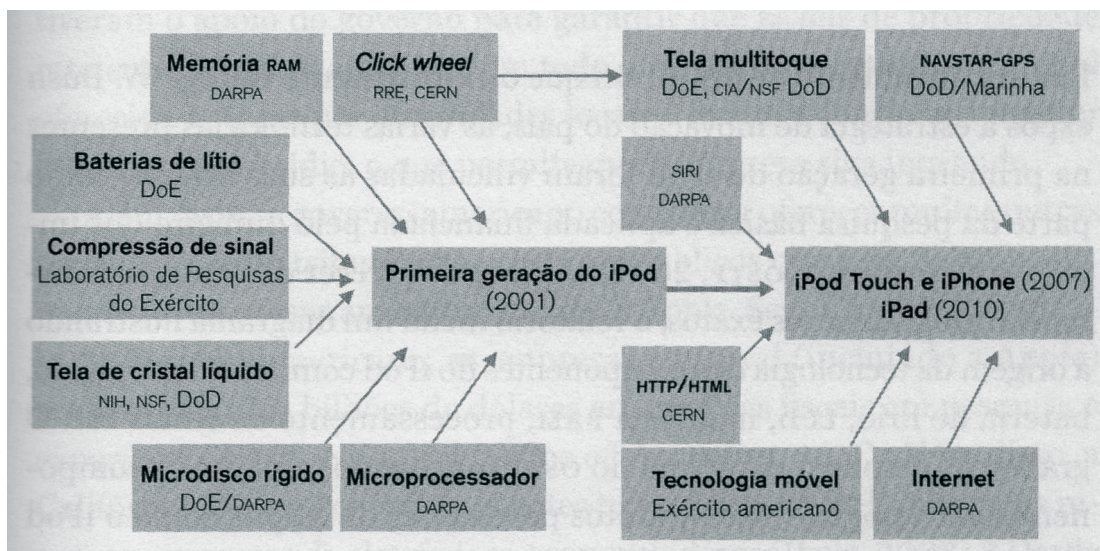 Memória RAM
DARPA
Click wheel
RRE, CERN
Tela multitoque
DoE, CIA/NSF DoD
NAVSTAR-GPS
DoD/Marinha
Baterias de lítio
DoE
SIRI
DARPA
Compressão de sinal
Laboratório de Pesquisas
do Exército
Primeira geração do iPod
(2001)
iPod Touch e iPhone (2007)
iPad (2010)
Tela de cristal líquido
NIH, NSF, DoD
HTTP/HTML
CERN
Microdisco rígido
DoE/DARPA
Microprocessador
DARPA
Tecnologia móvel
Exército americano
Internet
DARPA